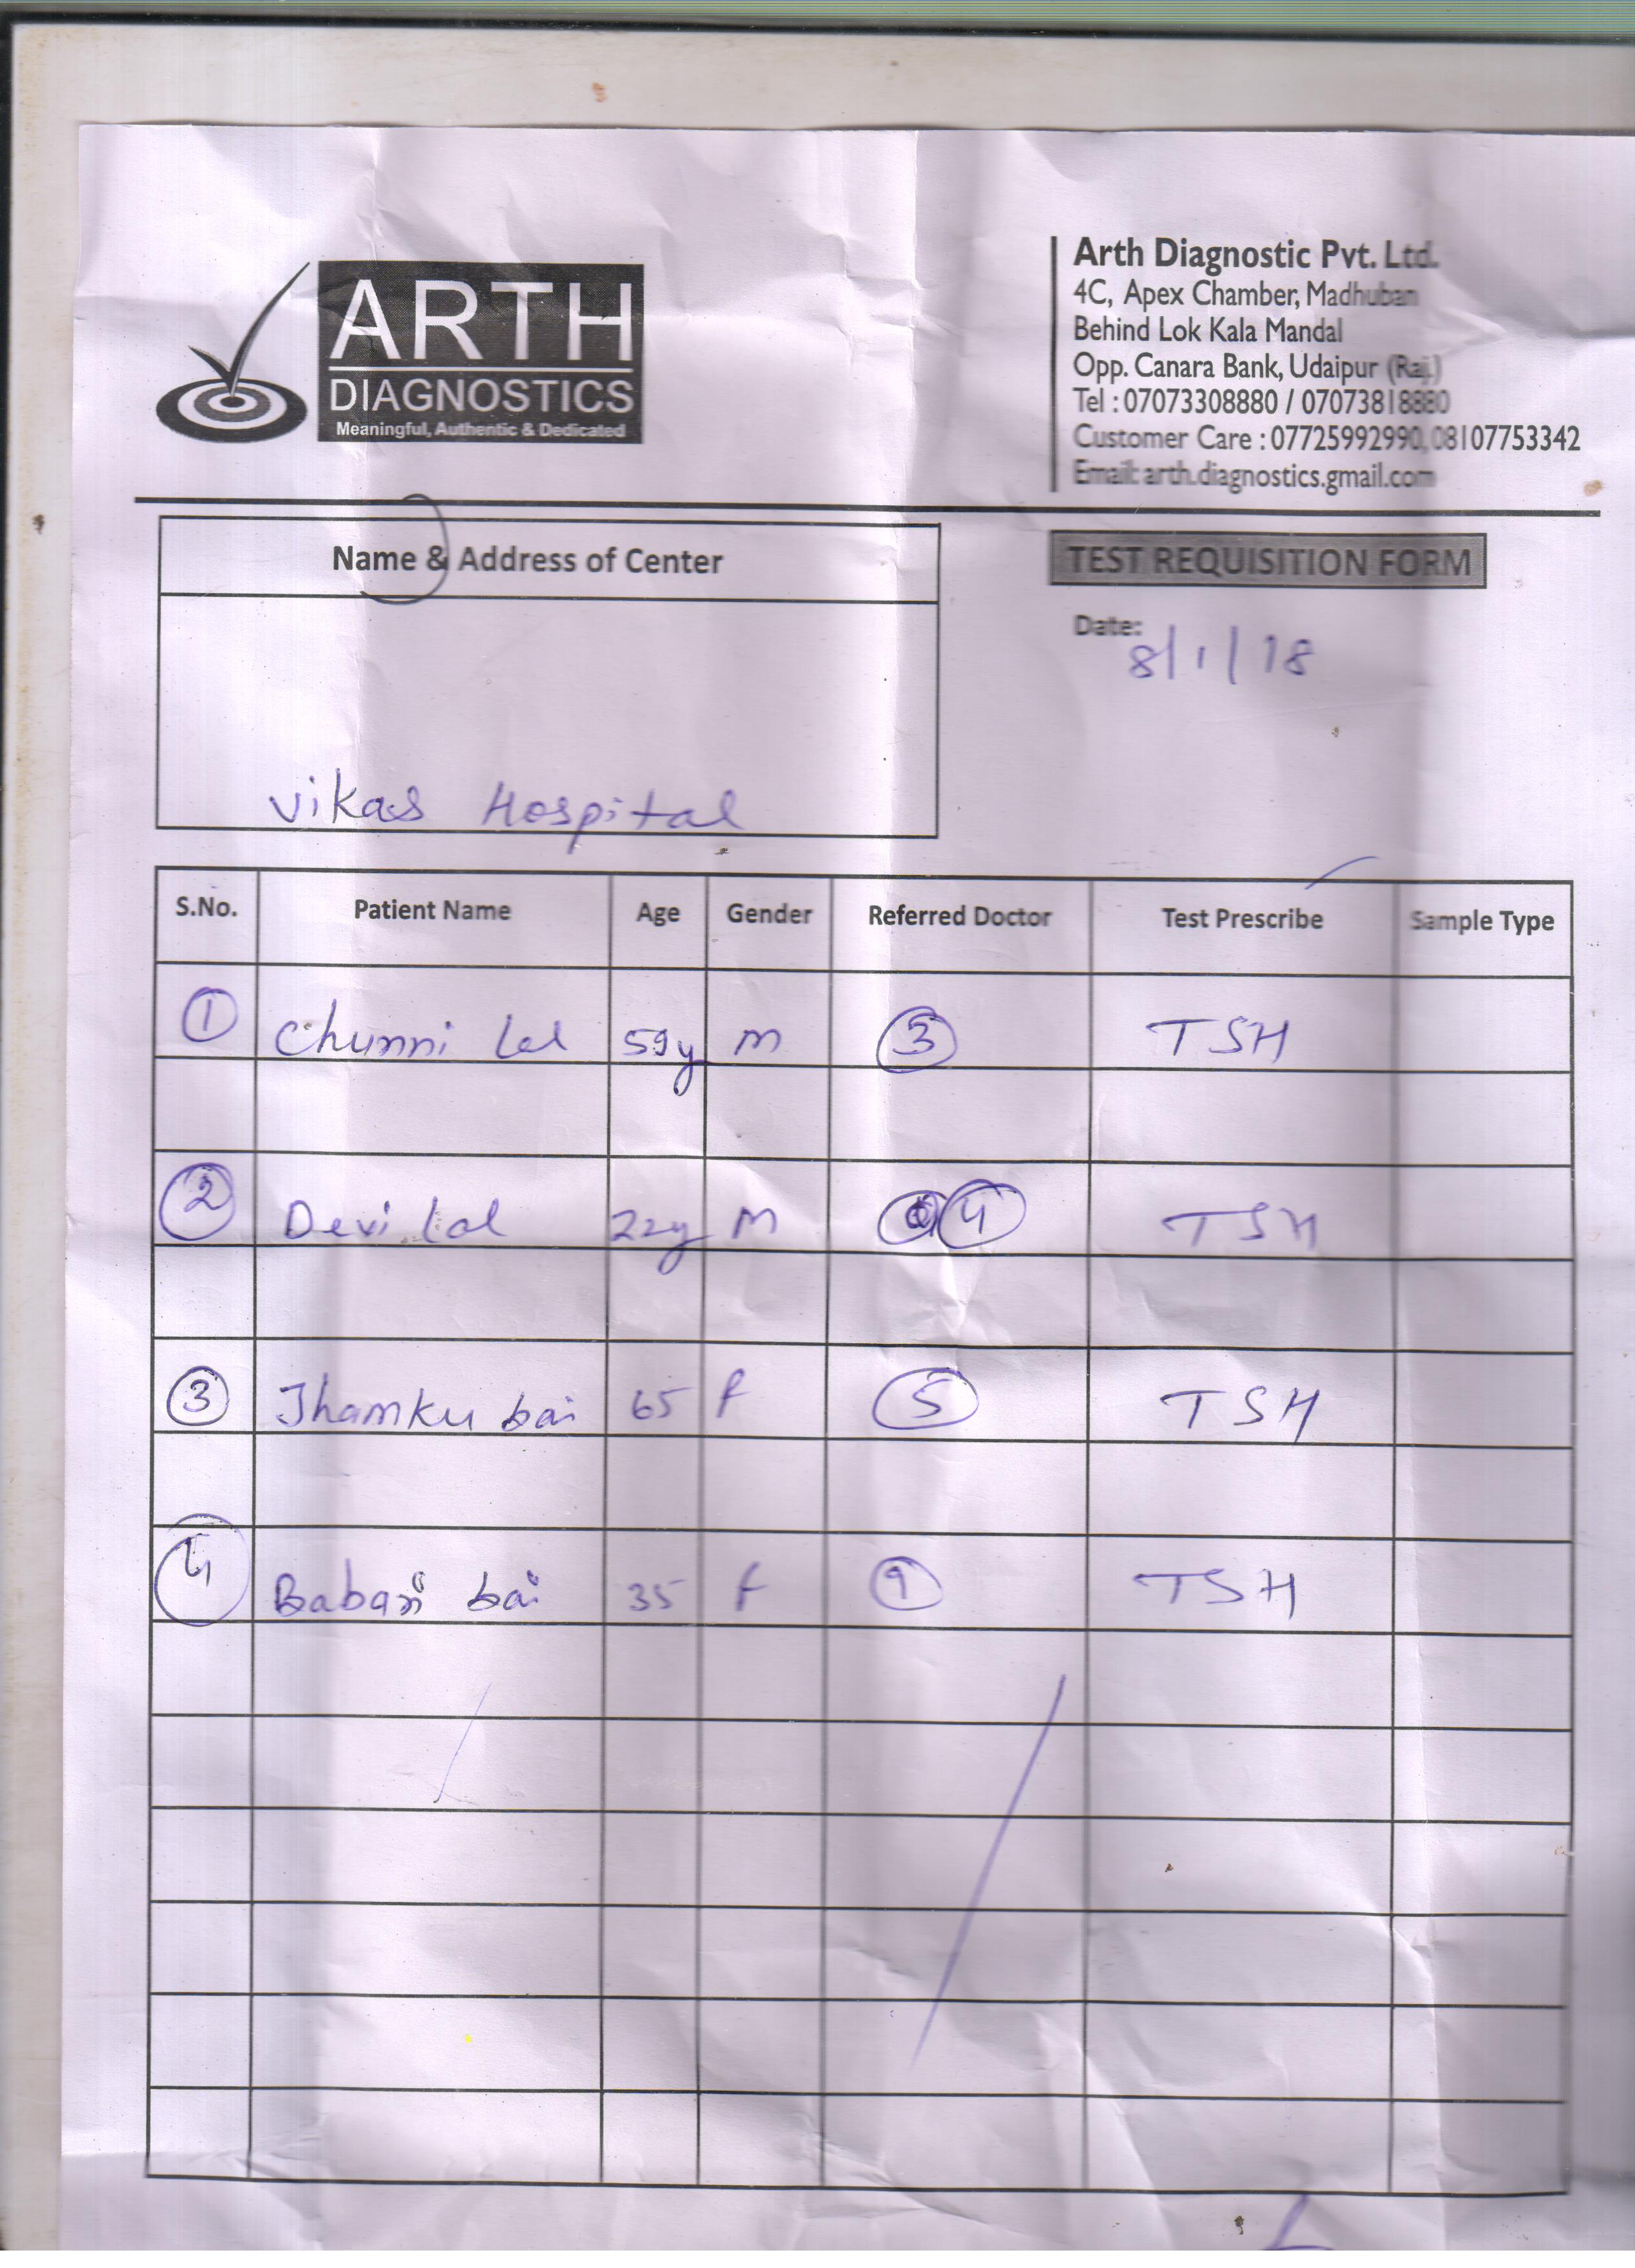 ARTH
DIAGNOSTICS
Meaningful, Authentic & Dedicated
Arth Diagnostic Pvt. Ltd.
4C, Apex Chamber, Madhuban
Behind Lok Kala Mandal
Opp. Canara Bank, Udaipur (Raj.)
Tel : 07073308880 / 07073818880
Customer Care : 07725992990, 08107753342
Email: arth.diagnostics.gmail.com
Name & Address of Center
Vikas Hospital
TEST REQUISITION FORM
Date: 8/1/18
S.No. Patient Name Age Gender Referred Doctor Test Prescribe Sample Type
1 Chunni Lal 59y M 3 TSH
2 Devi Lal 22y M 4 TSH
3 Jhamku bai 65 F 5 TSH
4 bai 35 F 9 TSH